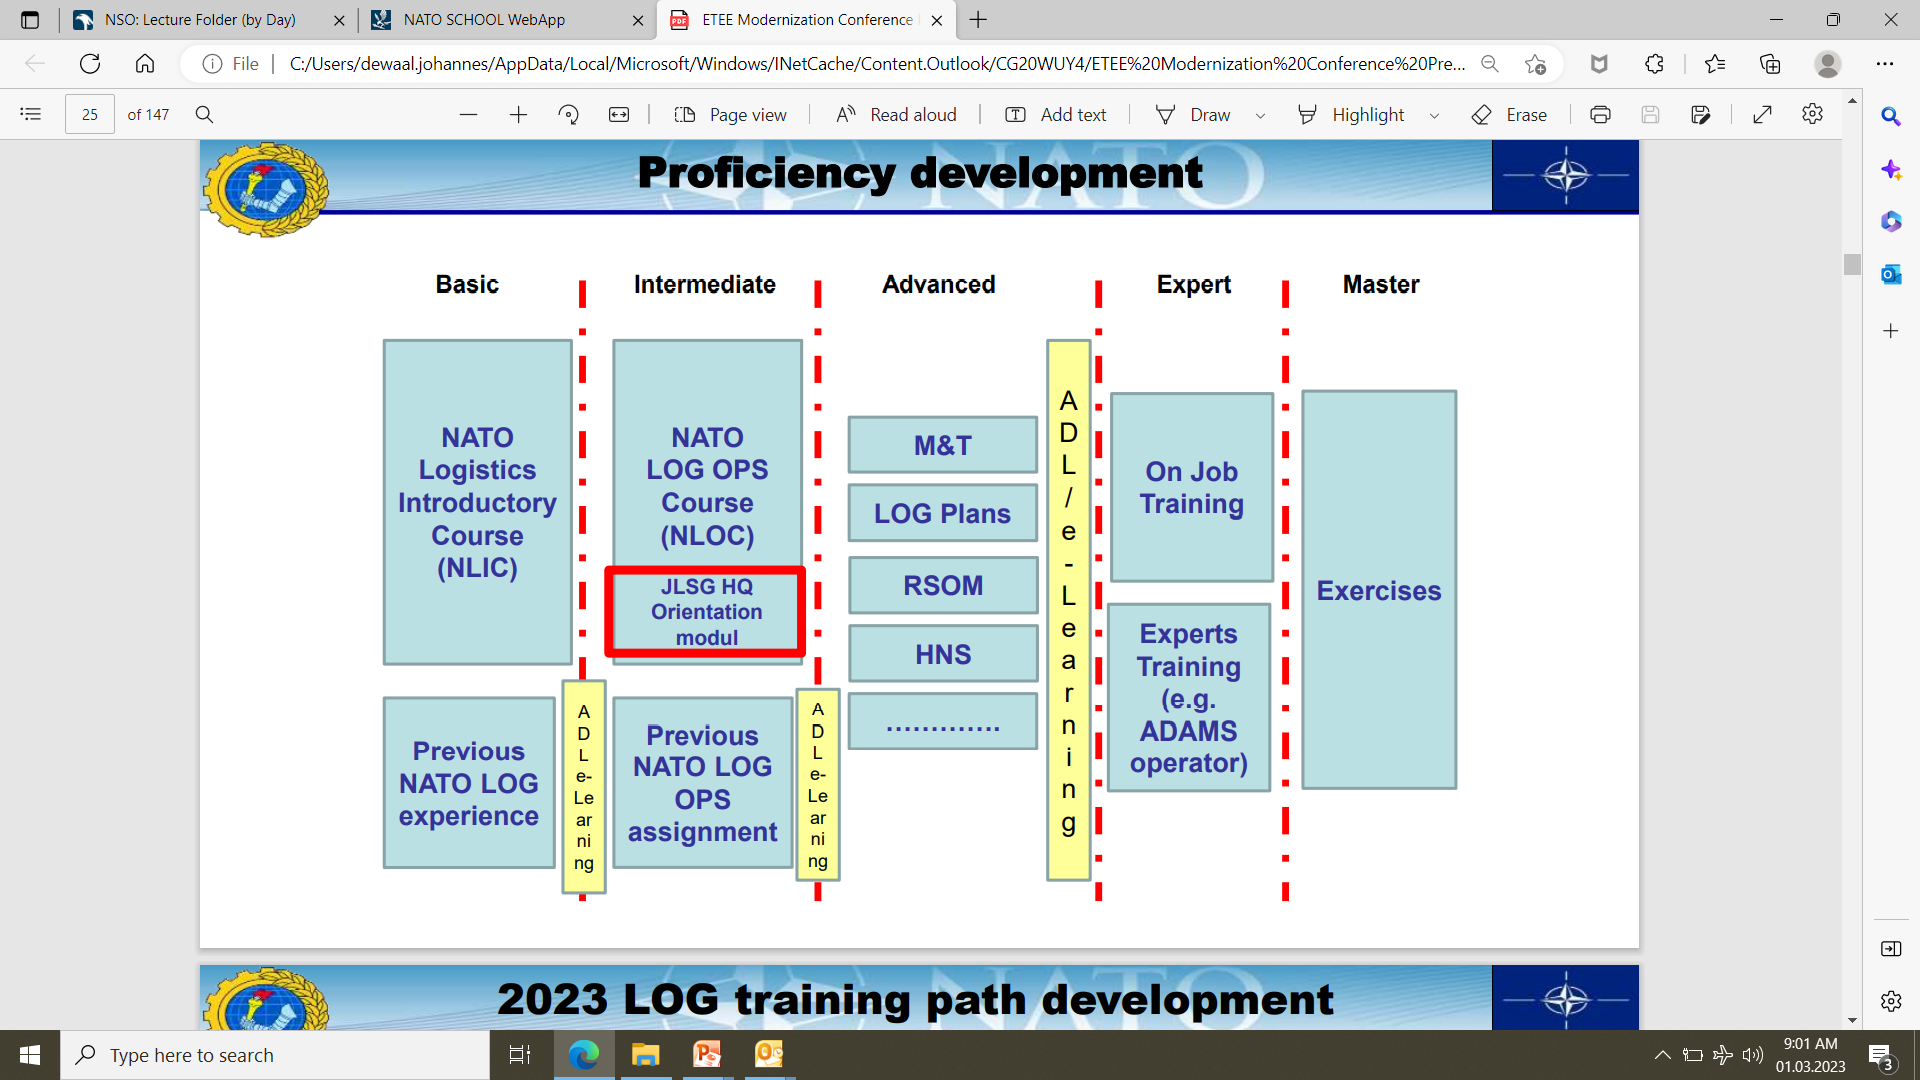 NSO: Lecture Folder (by Day)
NATO SCHOOL WebApp
ETEE Modernization Conference
File
C:/Users/dewaal.johannes/AppData/Local/Microsoft/Windows/INetCache/Content.Outlook/CG20WUY4/ETEE%20Modernization%20Conference%20Pre...
25
of 147
Page view
Read aloud
Add text
Draw
Highlight
Erase
NATO
Proficiency development
Basic
Intermediate
Advanced
Expert
Master
NATO
Logistics
Introductory
Course
(NLIC)
Previous
NATO LOG
experience
A
D
L
e-
Le
ar
ni
ng
NATO
LOG OPS
Course
(NLOC)
JLSG HQ
Orientation
modul
Previous
NATO LOG
OPS
assignment
A
D
L
e-
Le
ar
ni
ng
M&T
LOG Plans
RSOM
HNS
.............
A
D
L
/
e
-
L
e
a
r
n
i
n
g
On Job
Training
Experts
Training
(e.g.
ADAMS
operator)
Exercises
NATO
2023 LOG training path development
Type here to search
9:01 AM
01.03.2023
3